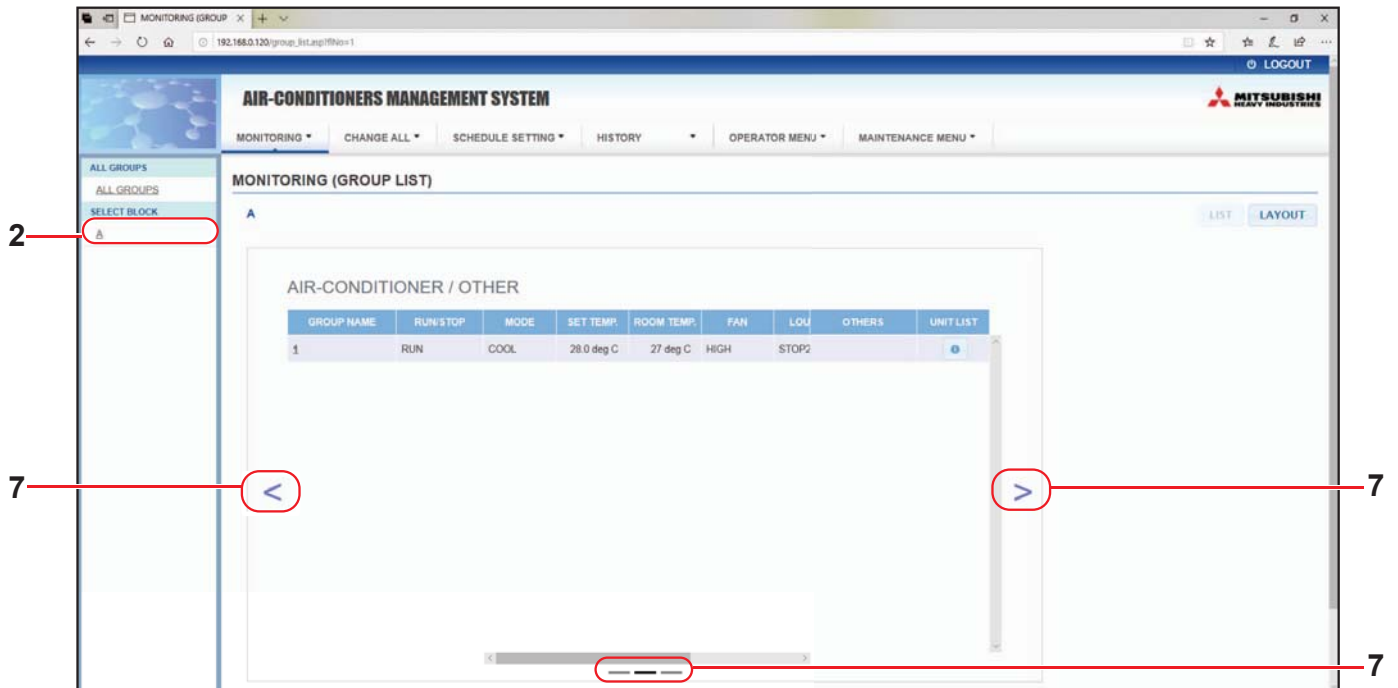 MONITORING (GROUP
192.168.0.120/group_list.asp?fINo=1
LOGOUT
AIR-CONDITIONERS MANAGEMENT SYSTEM
MITSUBISHI
HEAVY INDUSTRIES
MONITORING CHANGE ALL SCHEDULE SETTING HISTORY OPERATOR MENU MAINTENANCE MENU
ALL GROUPS
ALL GROUPS
SELECT BLOCK
2
A
MONITORING (GROUP LIST)
A
LIST LAYOUT
AIR-CONDITIONER / OTHER
GROUP NAME RUN/STOP MODE SET TEMP. ROOM TEMP. FAN LOU OTHERS UNIT LIST
1 RUN COOL 28.0 deg C 27 deg C HIGH STOP2
7 < > 7
7